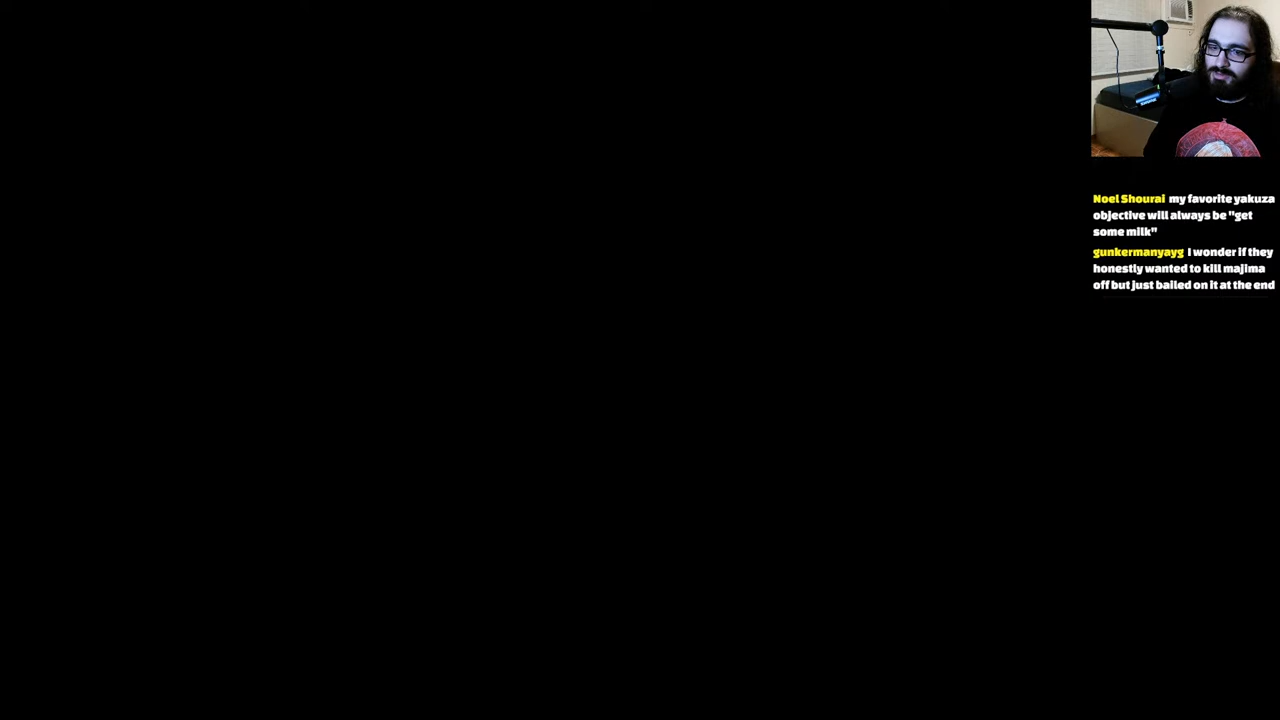 Noel Shourai my favorite yakuza
objective will always be "get
some milk"
gunkermanyayg I wonder if they
honestly wanted to kill majima
off but just bailed on it at the end